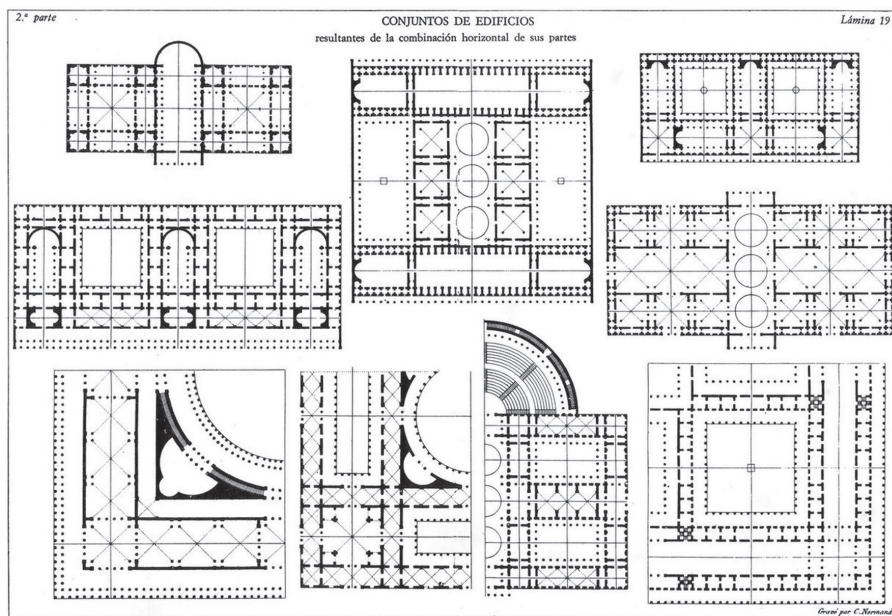 2.ª parte
CONJUNTOS DE EDIFICIOS
Lámina 19
resultantes de la combinación horizontal de sus partes
Gravé par C.Normand